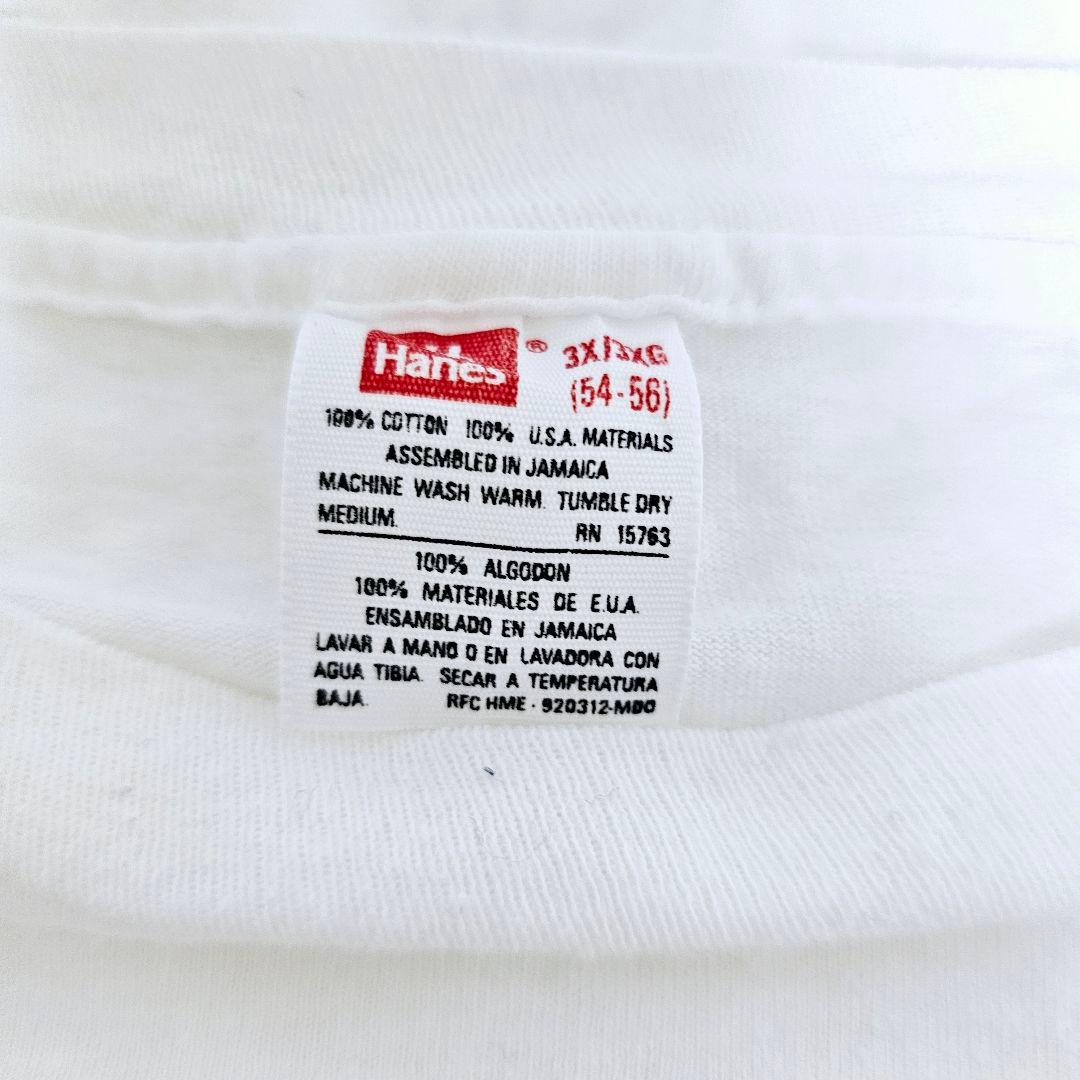 Hanes ® 3X/3XG
(54-56)
100% COTTON 100% U.S.A. MATERIALS
ASSEMBLED IN JAMAICA
MACHINE WASH WARM. TUMBLE DRY
MEDIUM. RN 15763
100% ALGODON
100% MATERIALES DE E.U.A.
ENSAMBLADO EN JAMAICA
LAVAR A MANO O EN LAVADORA CON
AGUA TIBIA. SECAR A TEMPERATURA
BAJA. RFC HME - 920312-MDO